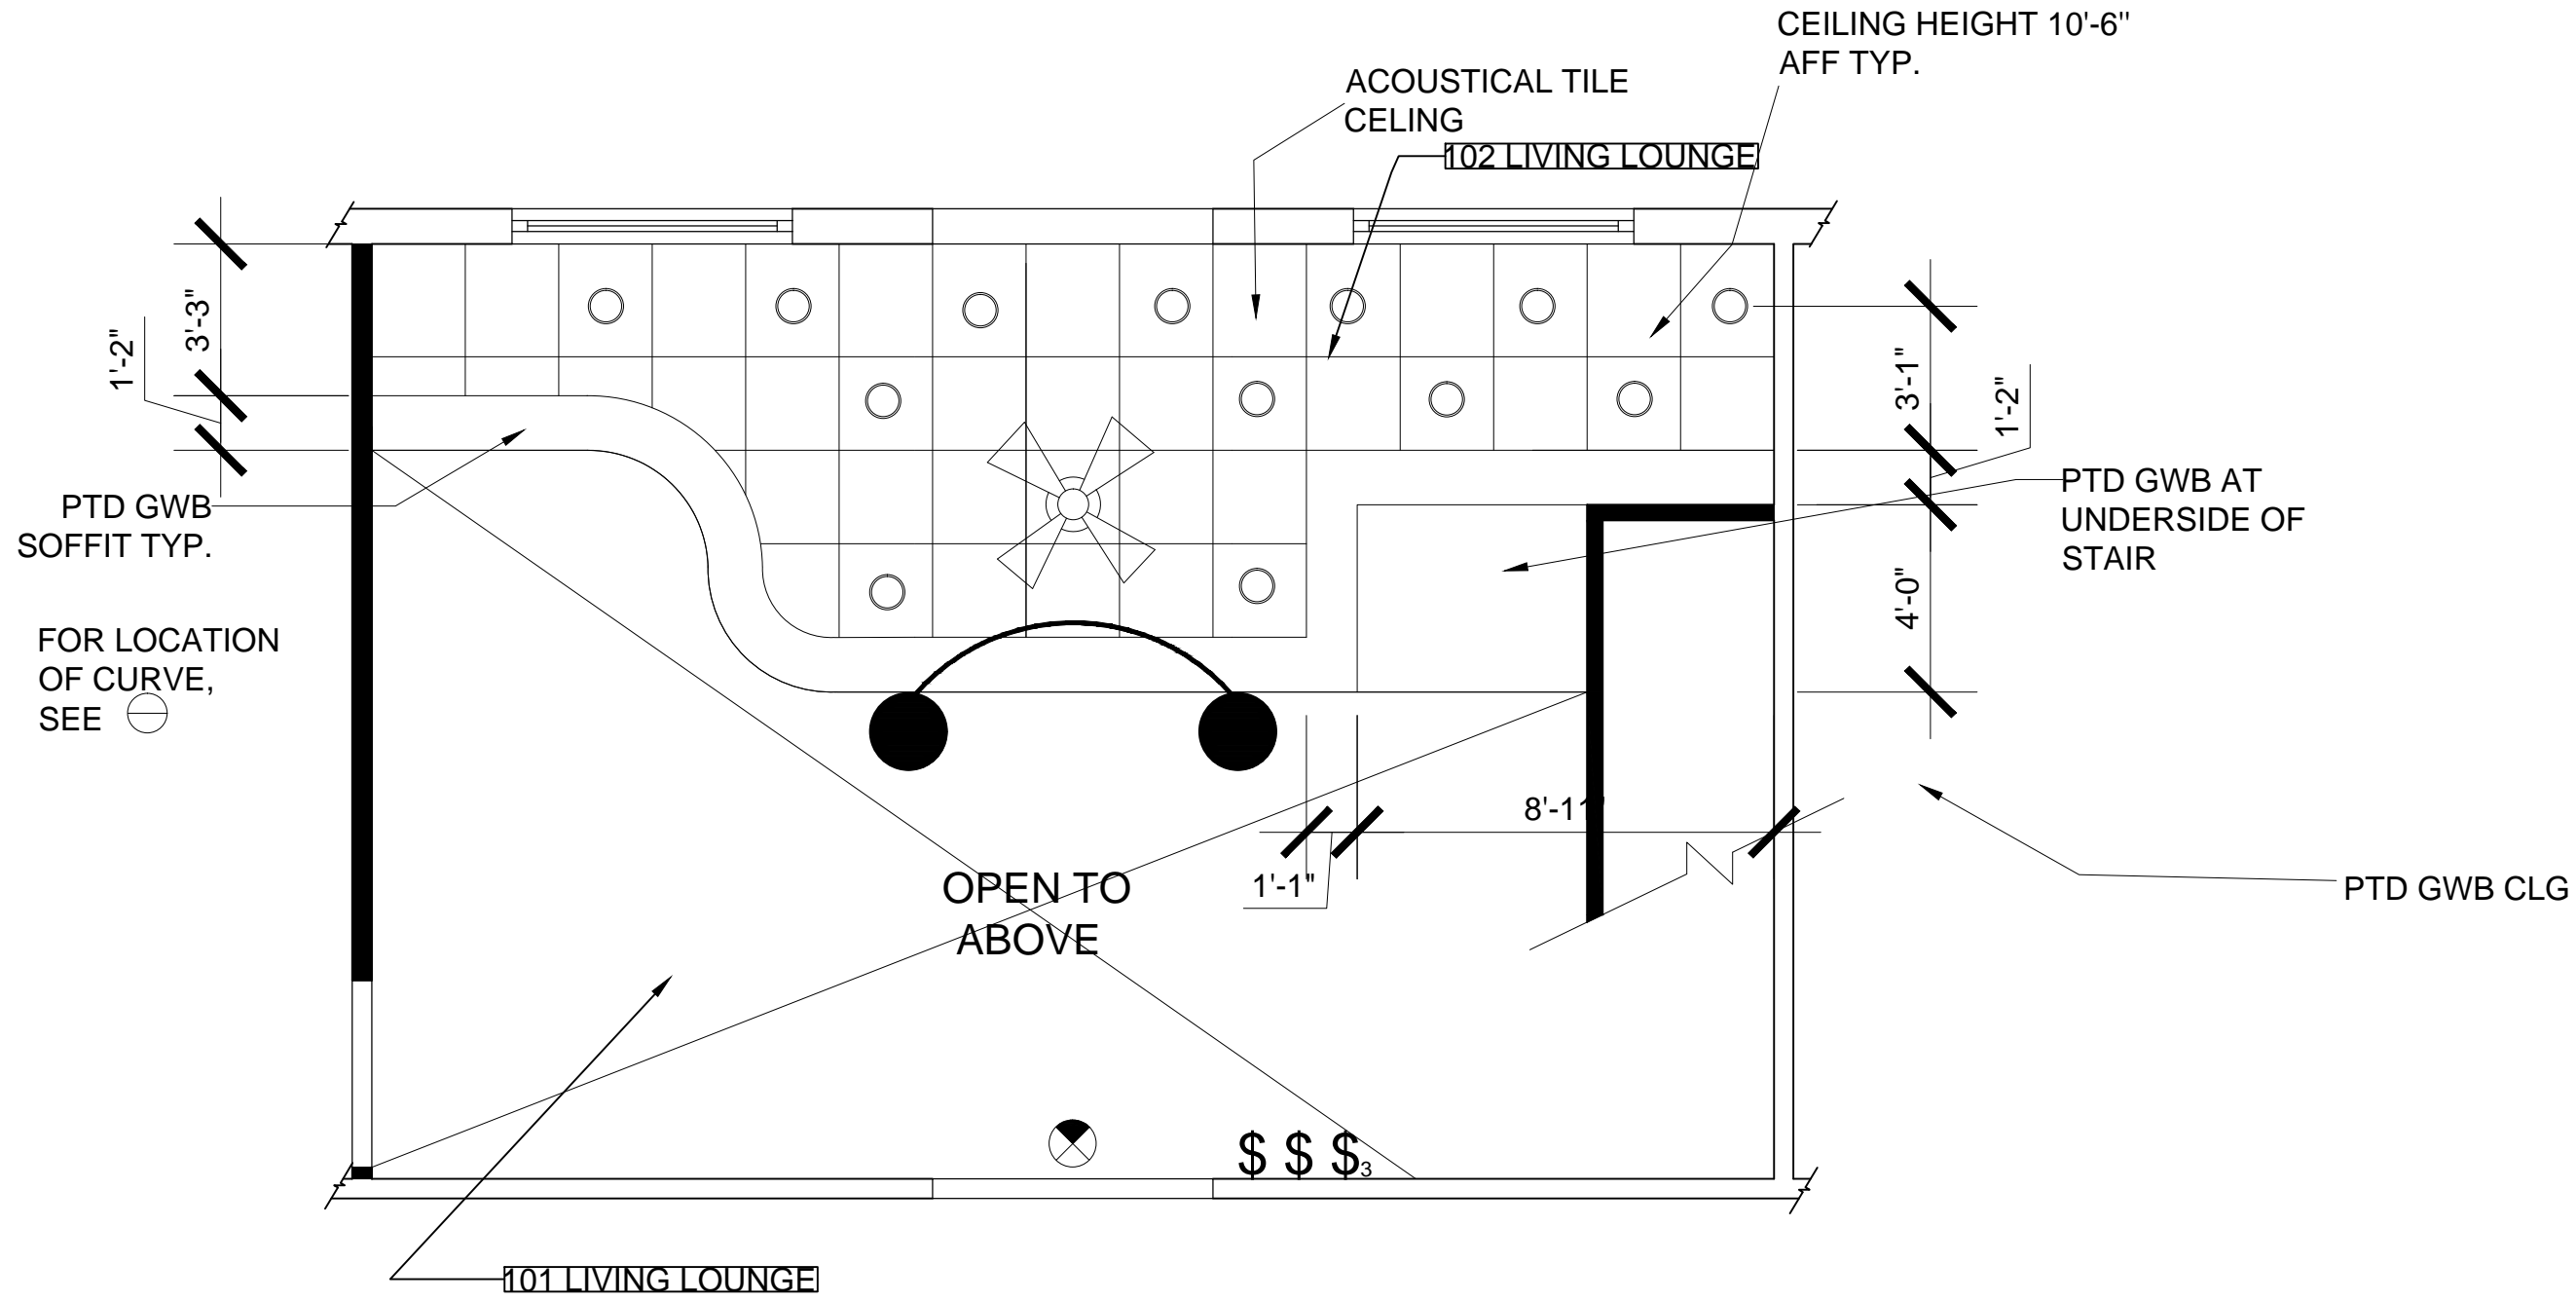 CEILING HEIGHT 10'-6"
AFF TYP.
ACOUSTICAL TILE
CELING
102 LIVING LOUNGE
3'-3"
1'-2"
3'-1"
1'-2"
PTD GWB
SOFFIT TYP.
PTD GWB AT
UNDERSIDE OF
STAIR
4'-0"
FOR LOCATION
OF CURVE,
SEE
8'-11"
1'-1"
OPEN TO
ABOVE
PTD GWB CLG
$ $ $3
101 LIVING LOUNGE